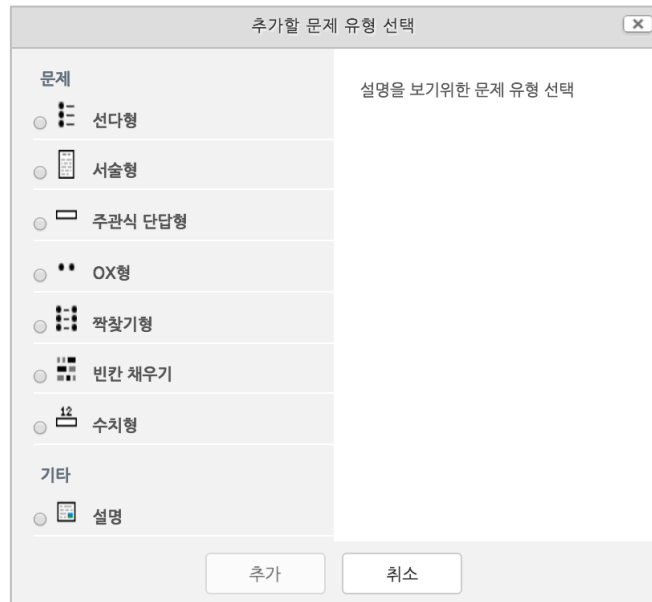 추가할 문제 유형 선택
문제
선다형
서술형
주관식 단답형
OX형
짝찾기형
빈칸 채우기
12
수치형
기타
설명
설명을 보기위한 문제 유형 선택
추가
취소